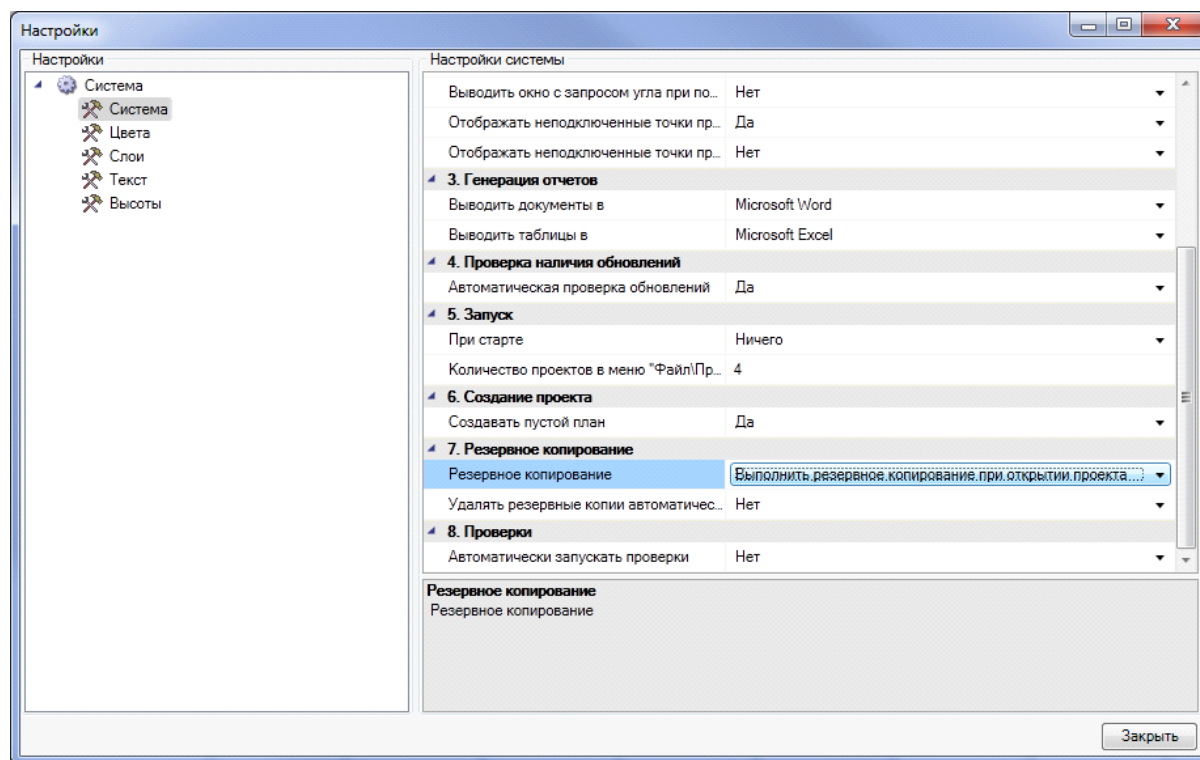 Настройки
Настройки
Система
Система
Цвета
Слои
Текст
Высоты
Настройки системы
Выводить окно с запросом угла при по... Нет
Отображать неподключенные точки пр... Да
Отображать неподключенные точки пр... Нет
3. Генерация отчетов
Выводить документы в Microsoft Word
Выводить таблицы в Microsoft Excel
4. Проверка наличия обновлений
Автоматическая проверка обновлений Да
5. Запуск
При старте Ничего
Количество проектов в меню "Файл\Пр... 4
6. Создание проекта
Создавать пустой план Да
7. Резервное копирование
Резервное копирование Выполнить резервное копирование при открытии проекта ...
Удалять резервные копии автоматичес... Нет
8. Проверки
Автоматически запускать проверки Нет
Резервное копирование
Резервное копирование
Закрыть